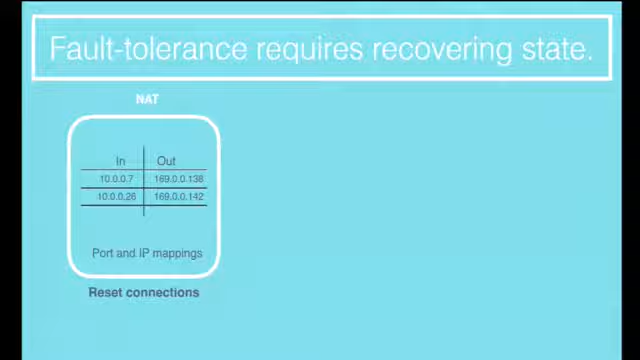 Fault-tolerance requires recovering state.
NAT
In Out
10.0.0.7 169.0.0.138
10.0.0.26 169.0.0.142
Port and IP mappings
Reset connections